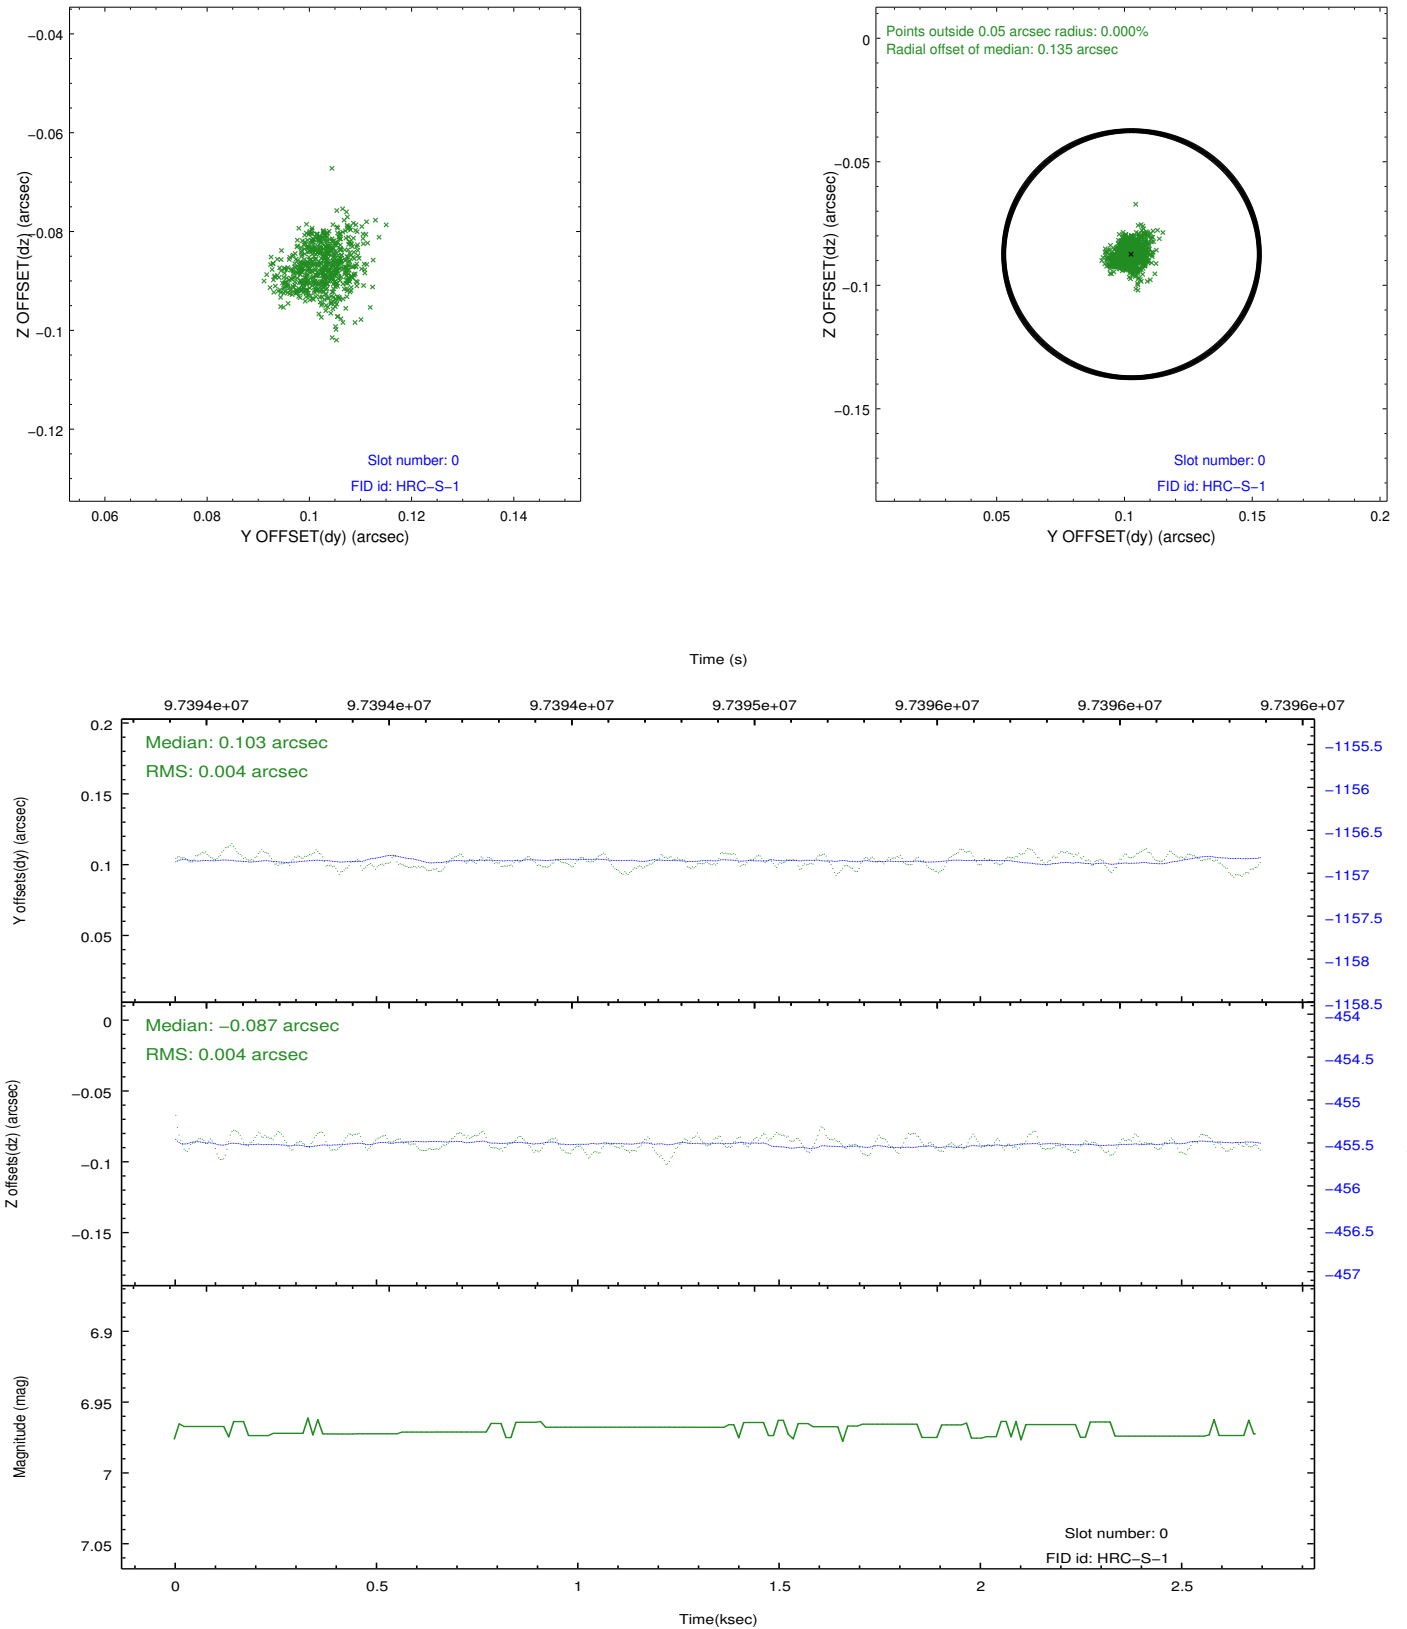 −0.04
−0.06
−0.08
−0.1
−0.12
Z OFFSET(dz) (arcsec)
Slot number: 0
FID id: HRC−S−1
0.06 0.08 0.1 0.12 0.14
Y OFFSET(dy) (arcsec)
Points outside 0.05 arcsec radius: 0.000%
Radial offset of median: 0.135 arcsec
0
−0.05
−0.1
−0.15
Z OFFSET(dz) (arcsec)
Slot number: 0
FID id: HRC−S−1
0.05 0.1 0.15 0.2
Y OFFSET(dy) (arcsec)
Time (s)
9.7394e+07 9.7394e+07 9.7394e+07 9.7395e+07 9.7396e+07 9.7396e+07 9.7396e+07
Median: 0.103 arcsec
RMS: 0.004 arcsec
0.2
0.15
0.1
0.05
Y offsets(dy) (arcsec)
−1155.5
−1156
−1156.5
−1157
−1157.5
−1158
−1158.5
Median: −0.087 arcsec
RMS: 0.004 arcsec
0
−0.05
−0.1
−0.15
Z offsets(dz) (arcsec)
−454
−454.5
−455
−455.5
−456
−456.5
−457
6.9
6.95
7
7.05
Magnitude (mag)
Slot number: 0
FID id: HRC−S−1
0 0.5 1 1.5 2 2.5
Time(ksec)